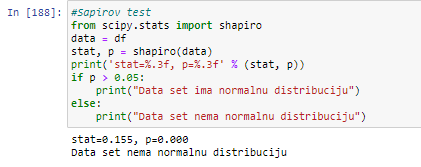 In [188]: #Sapirov test
from scipy.stats import shapiro
data = df
stat, p = shapiro(data)
print('stat=%.3f, p=%.3f' % (stat, p))
if p > 0.05:
    print("Data set ima normalnu distribuciju")
else:
    print("Data set nema normalnu distribuciju")
stat=0.155, p=0.000
Data set nema normalnu distribuciju